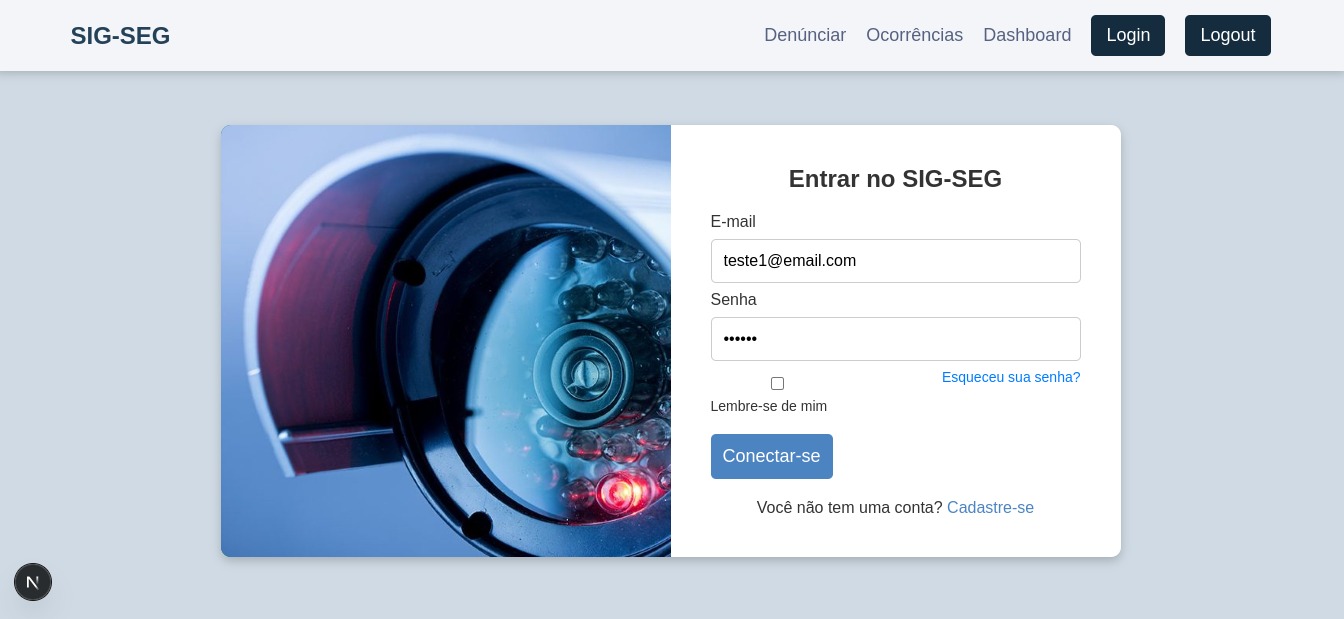 SIG-SEG
Denúnciar Ocorrências Dashboard Login Logout
Entrar no SIG-SEG
E-mail
teste1@email.com
Senha
••••••
Esqueceu sua senha?
Lembre-se de mim
Conectar-se
Você não tem uma conta? Cadastre-se
N